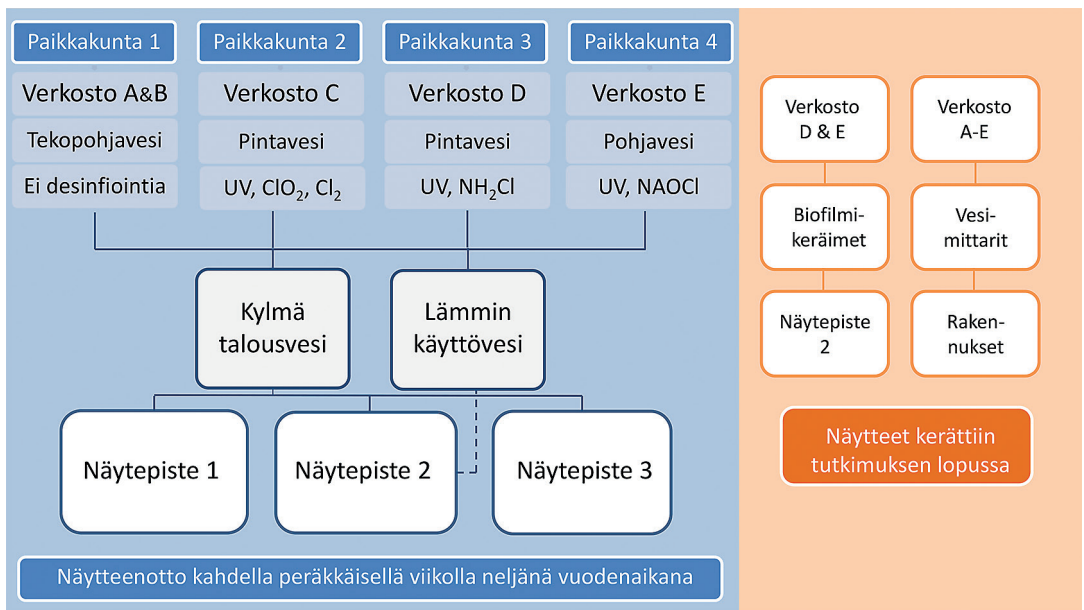 Paikkakunta 1
Verkosto A&B
Tekopohjavesi
Ei desinfiointia
Paikkakunta 2
Verkosto C
Pintavesi
UV, ClO₂, Cl₂
Paikkakunta 3
Verkosto D
Pintavesi
UV, NH₂Cl
Paikkakunta 4
Verkosto E
Pohjavesi
UV, NAOCl
Kylmä
talousvesi
Lämmin
käyttövesi
Näytepiste 1
Näytepiste 2
Näytepiste 3
Näytteenotto kahdella peräkkäisellä viikolla neljänä vuodenaikana
Verkosto
D & E
Biofilmi-
keräimet
Näytepiste
2
Verkosto
A-E
Vesi-
mittarit
Raken-
nukset
Näytteet kerättiin
tutkimuksen lopussa